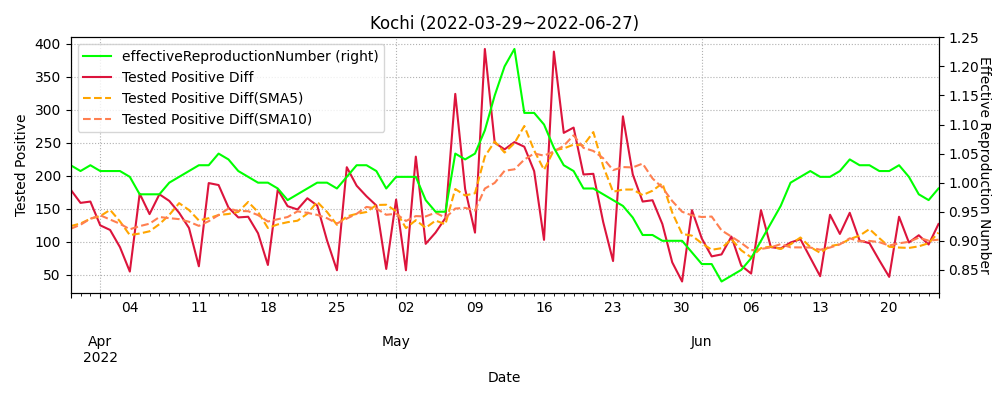 Kochi (2022-03-29~2022-06-27)
effectiveReproductionNumber (right)
Tested Positive Diff
Tested Positive Diff(SMA5)
Tested Positive Diff(SMA10)
Tested Positive
400
350
300
250
200
150
100
50
1.25
1.20
1.15
1.10
1.05
1.00
0.95
0.90
0.85
Effective Reproduction Number
04 11 18 25 02 09 16 23 30 06 13 20
Apr May Jun
2022
Date